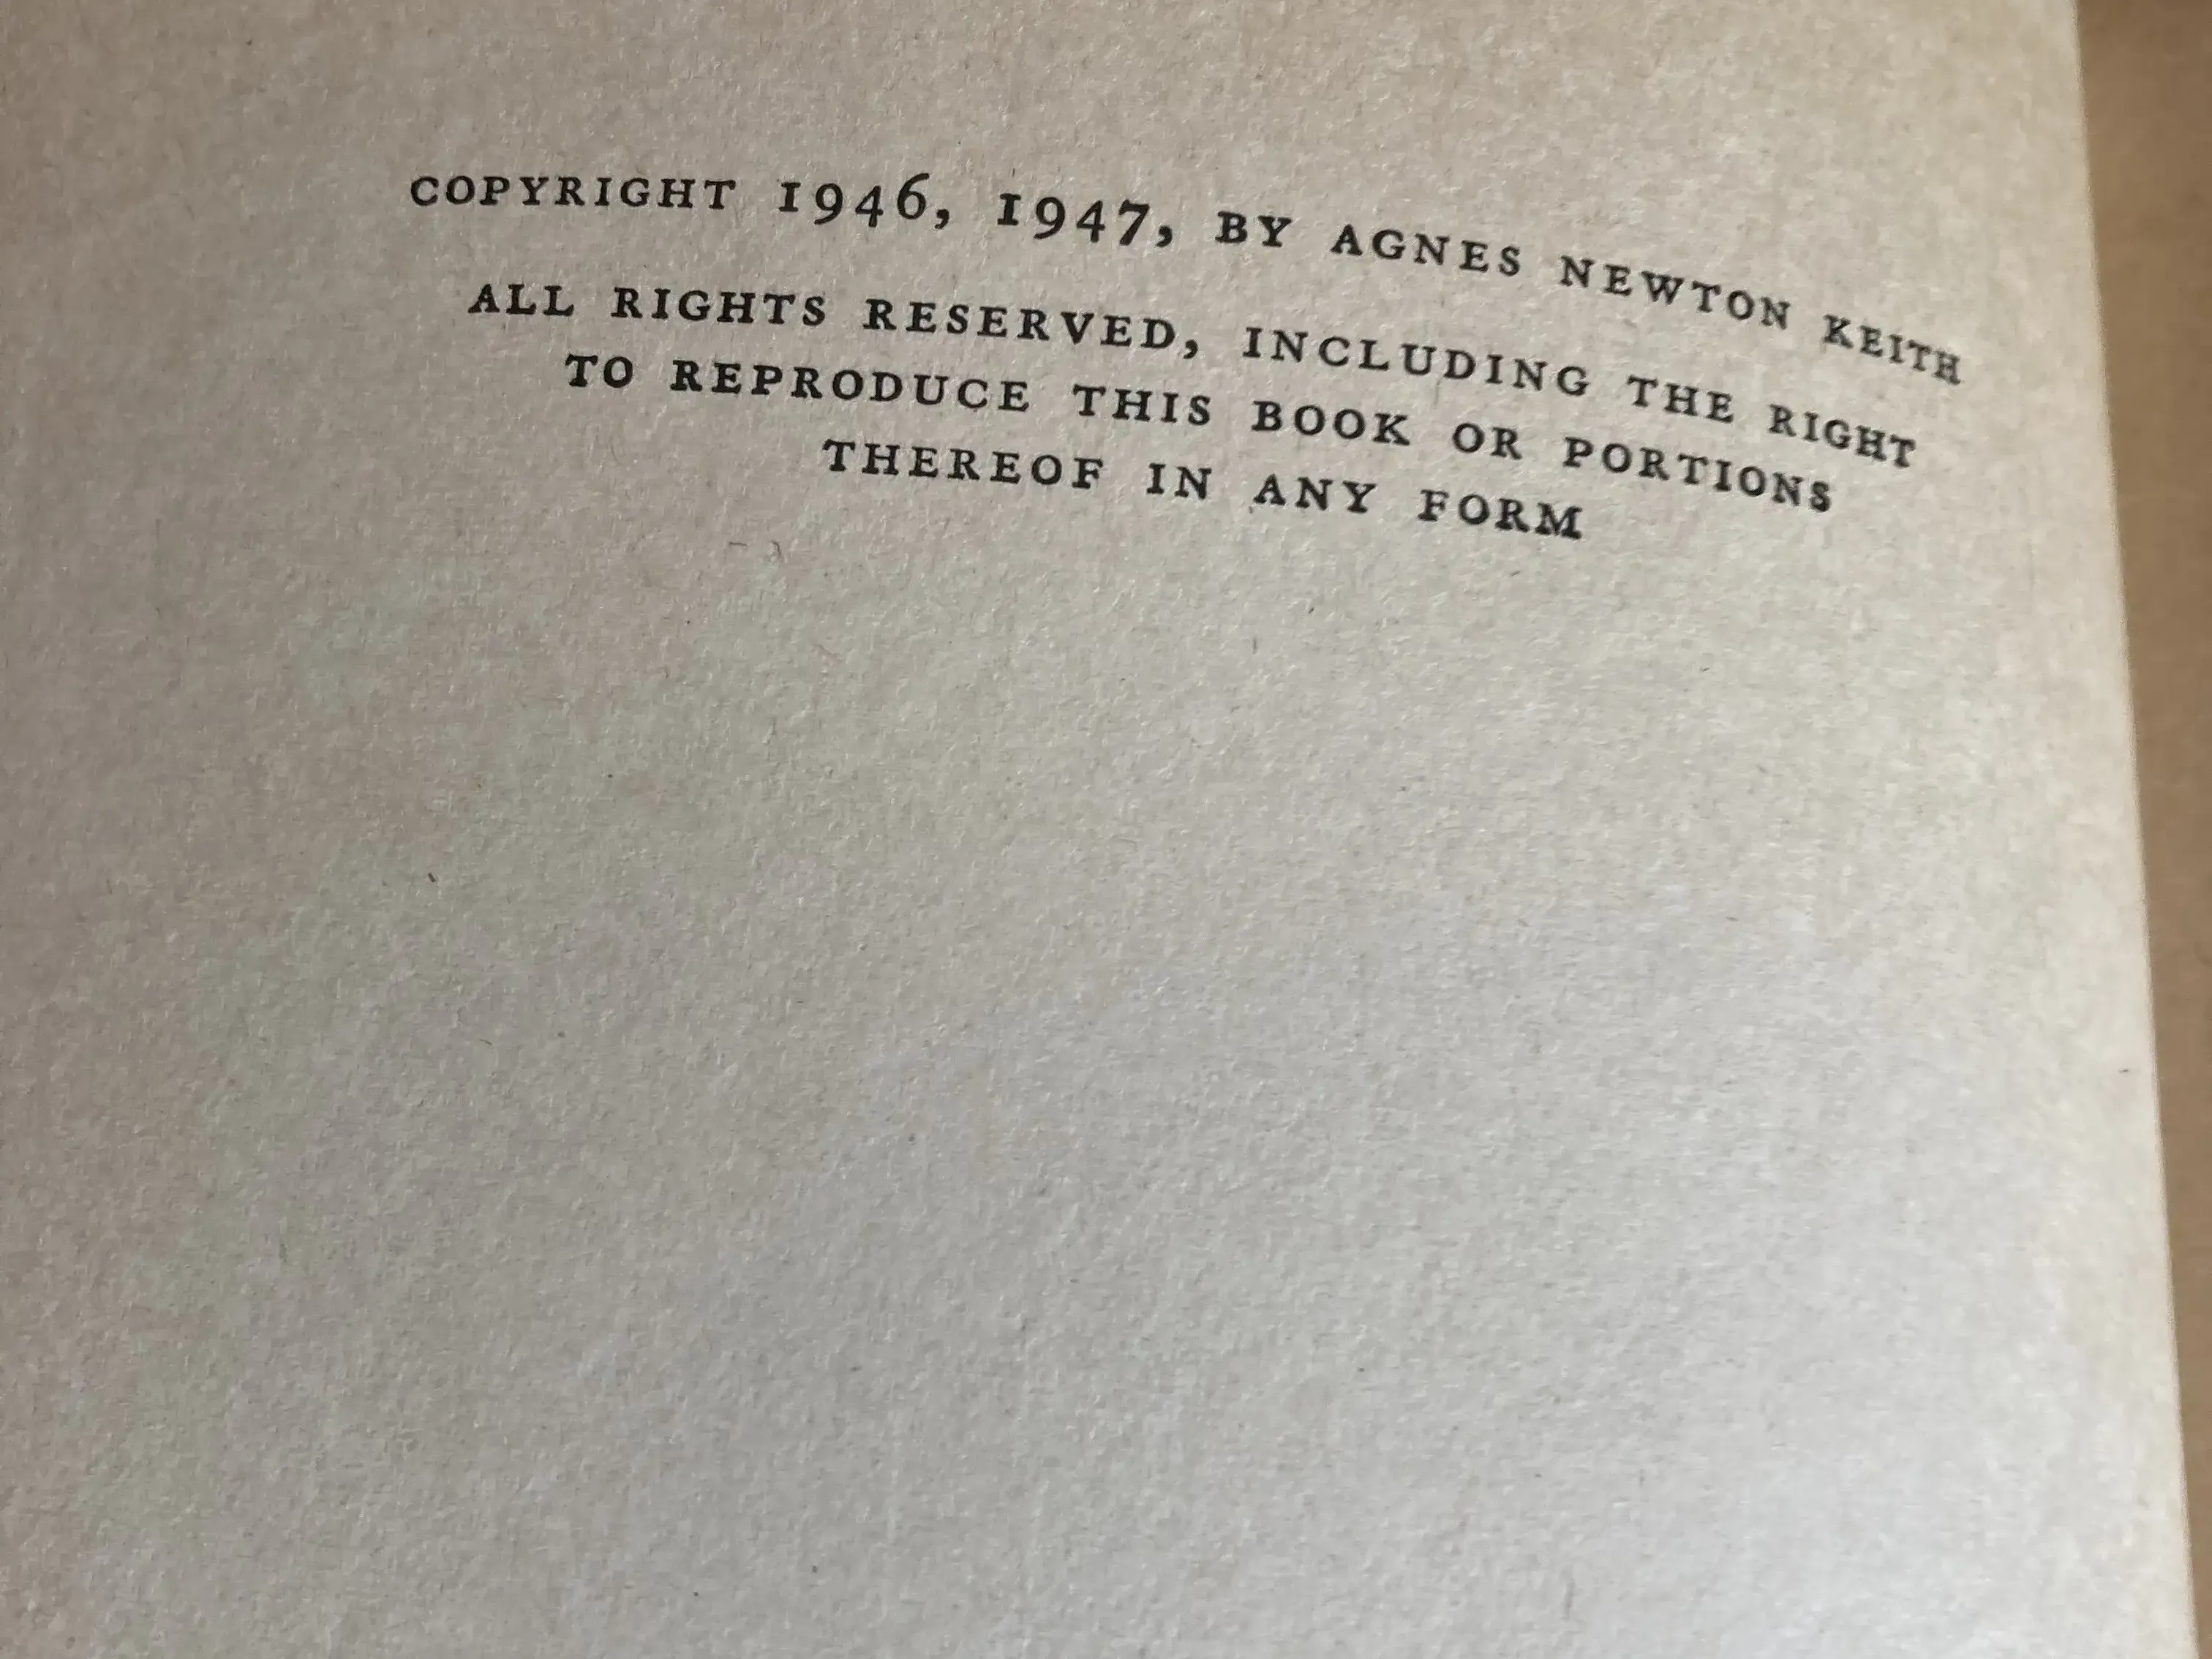 COPYRIGHT 1946, 1947, BY AGNES NEWTON KEITH
ALL RIGHTS RESERVED, INCLUDING THE RIGHT
TO REPRODUCE THIS BOOK OR PORTIONS
THEREOF IN ANY FORM